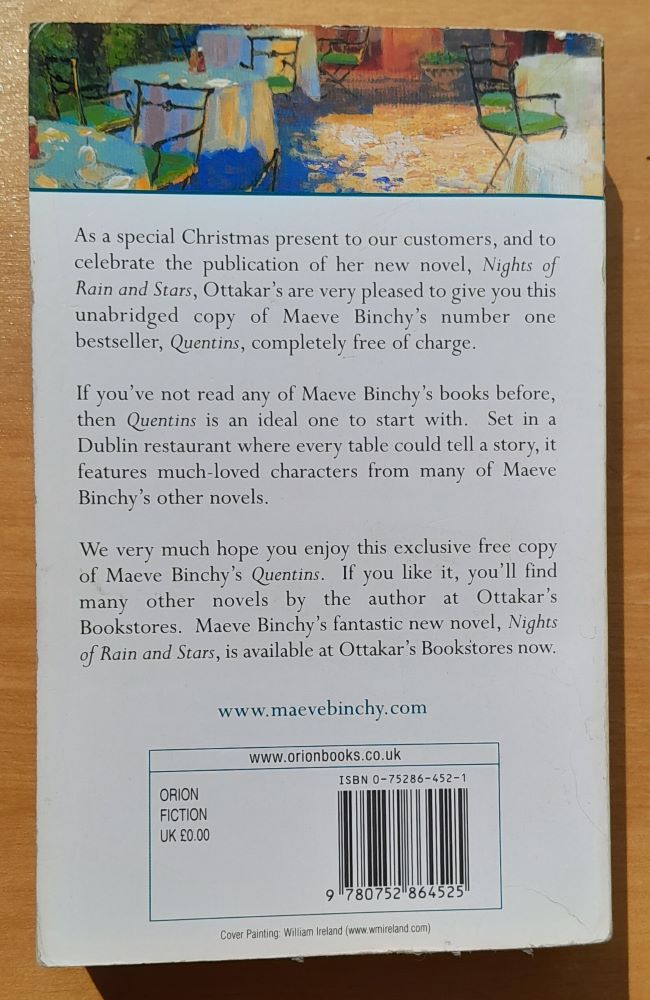 As a special Christmas present to our customers, and to
celebrate the publication of her new novel, Nights of
Rain and Stars, Ottakar's are very pleased to give you this
unabridged copy of Maeve Binchy's number one
bestseller, Quentins, completely free of charge.
If you've not read any of Maeve Binchy's books before,
then Quentins is an ideal one to start with. Set in a
Dublin restaurant where every table could tell a story, it
features much-loved characters from many of Maeve
Binchy's other novels.
We very much hope you enjoy this exclusive free copy
of Maeve Binchy's Quentins. If you like it, you'll find
many other novels by the author at Ottakar's
Bookstores. Maeve Binchy's fantastic new novel, Nights
of Rain and Stars, is available at Ottakar's Bookstores now.
www.maevebinchy.com
www.orionbooks.co.uk
ISBN 0-75286-452-1
ORION
FICTION
UK £0.00
9 780752 864525
Cover Painting: William Ireland (www.wmireland.com)